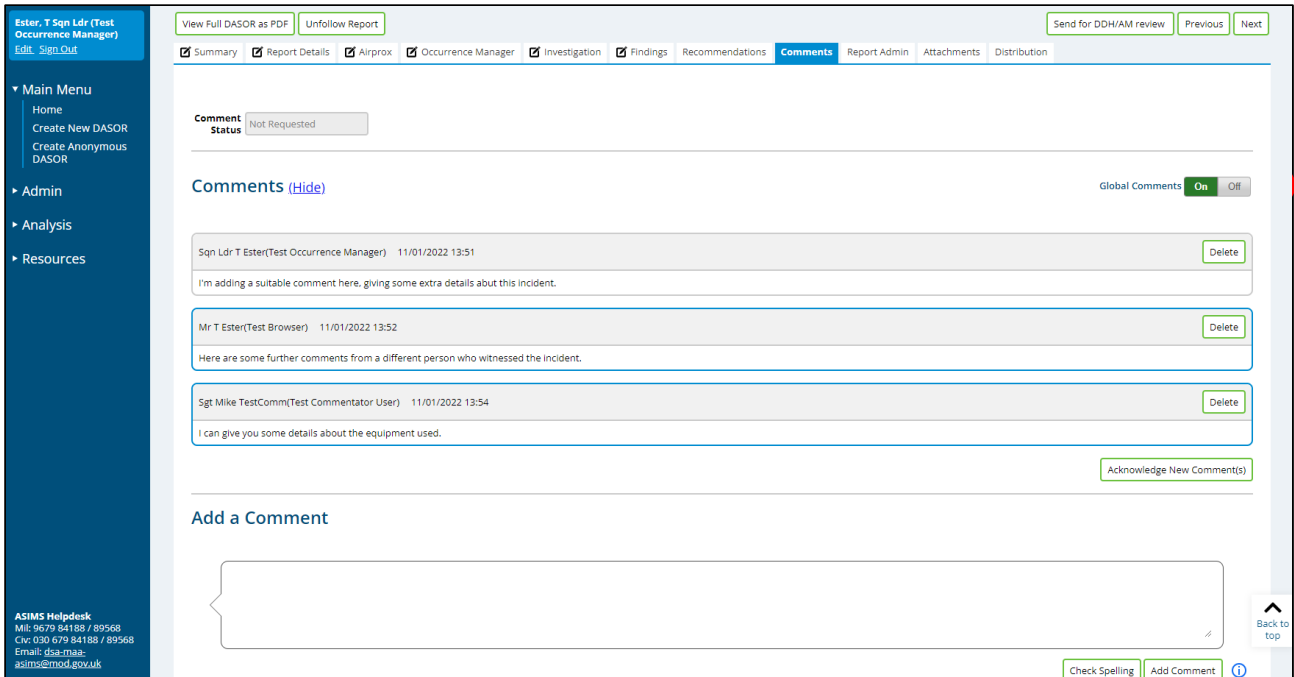 Ester, T Sqn Ldr (Test
Occurrence Manager)
Edit Sign Out
Main Menu
Home
Create New DASOR
Create Anonymous
DASOR
Admin
Analysis
Resources
ASIMS Helpdesk
Mil: 9679 84188 / 89568
Civ: 030 679 84188 / 89568
Email: dsa-maa-
asims@mod.gov.uk
View Full DASOR as PDF Unfollow Report Send for DDH/AM review Previous Next
Summary Report Details Airprox Occurrence Manager Investigation Findings Recommendations Comments Report Admin Attachments Distribution
Comment
Status Not Requested
Comments (Hide) Global Comments On Off
Sqn Ldr T Ester(Test Occurrence Manager) 11/01/2022 13:51 Delete
I'm adding a suitable comment here, giving some extra details abut this incident.
Mr T Ester(Test Browser) 11/01/2022 13:52 Delete
Here are some further comments from a different person who witnessed the incident.
Sgt Mike TestComm(Test Commentator User) 11/01/2022 13:54 Delete
I can give you some details about the equipment used.
Acknowledge New Comment(s)
Add a Comment
Back to
top
Check Spelling Add Comment